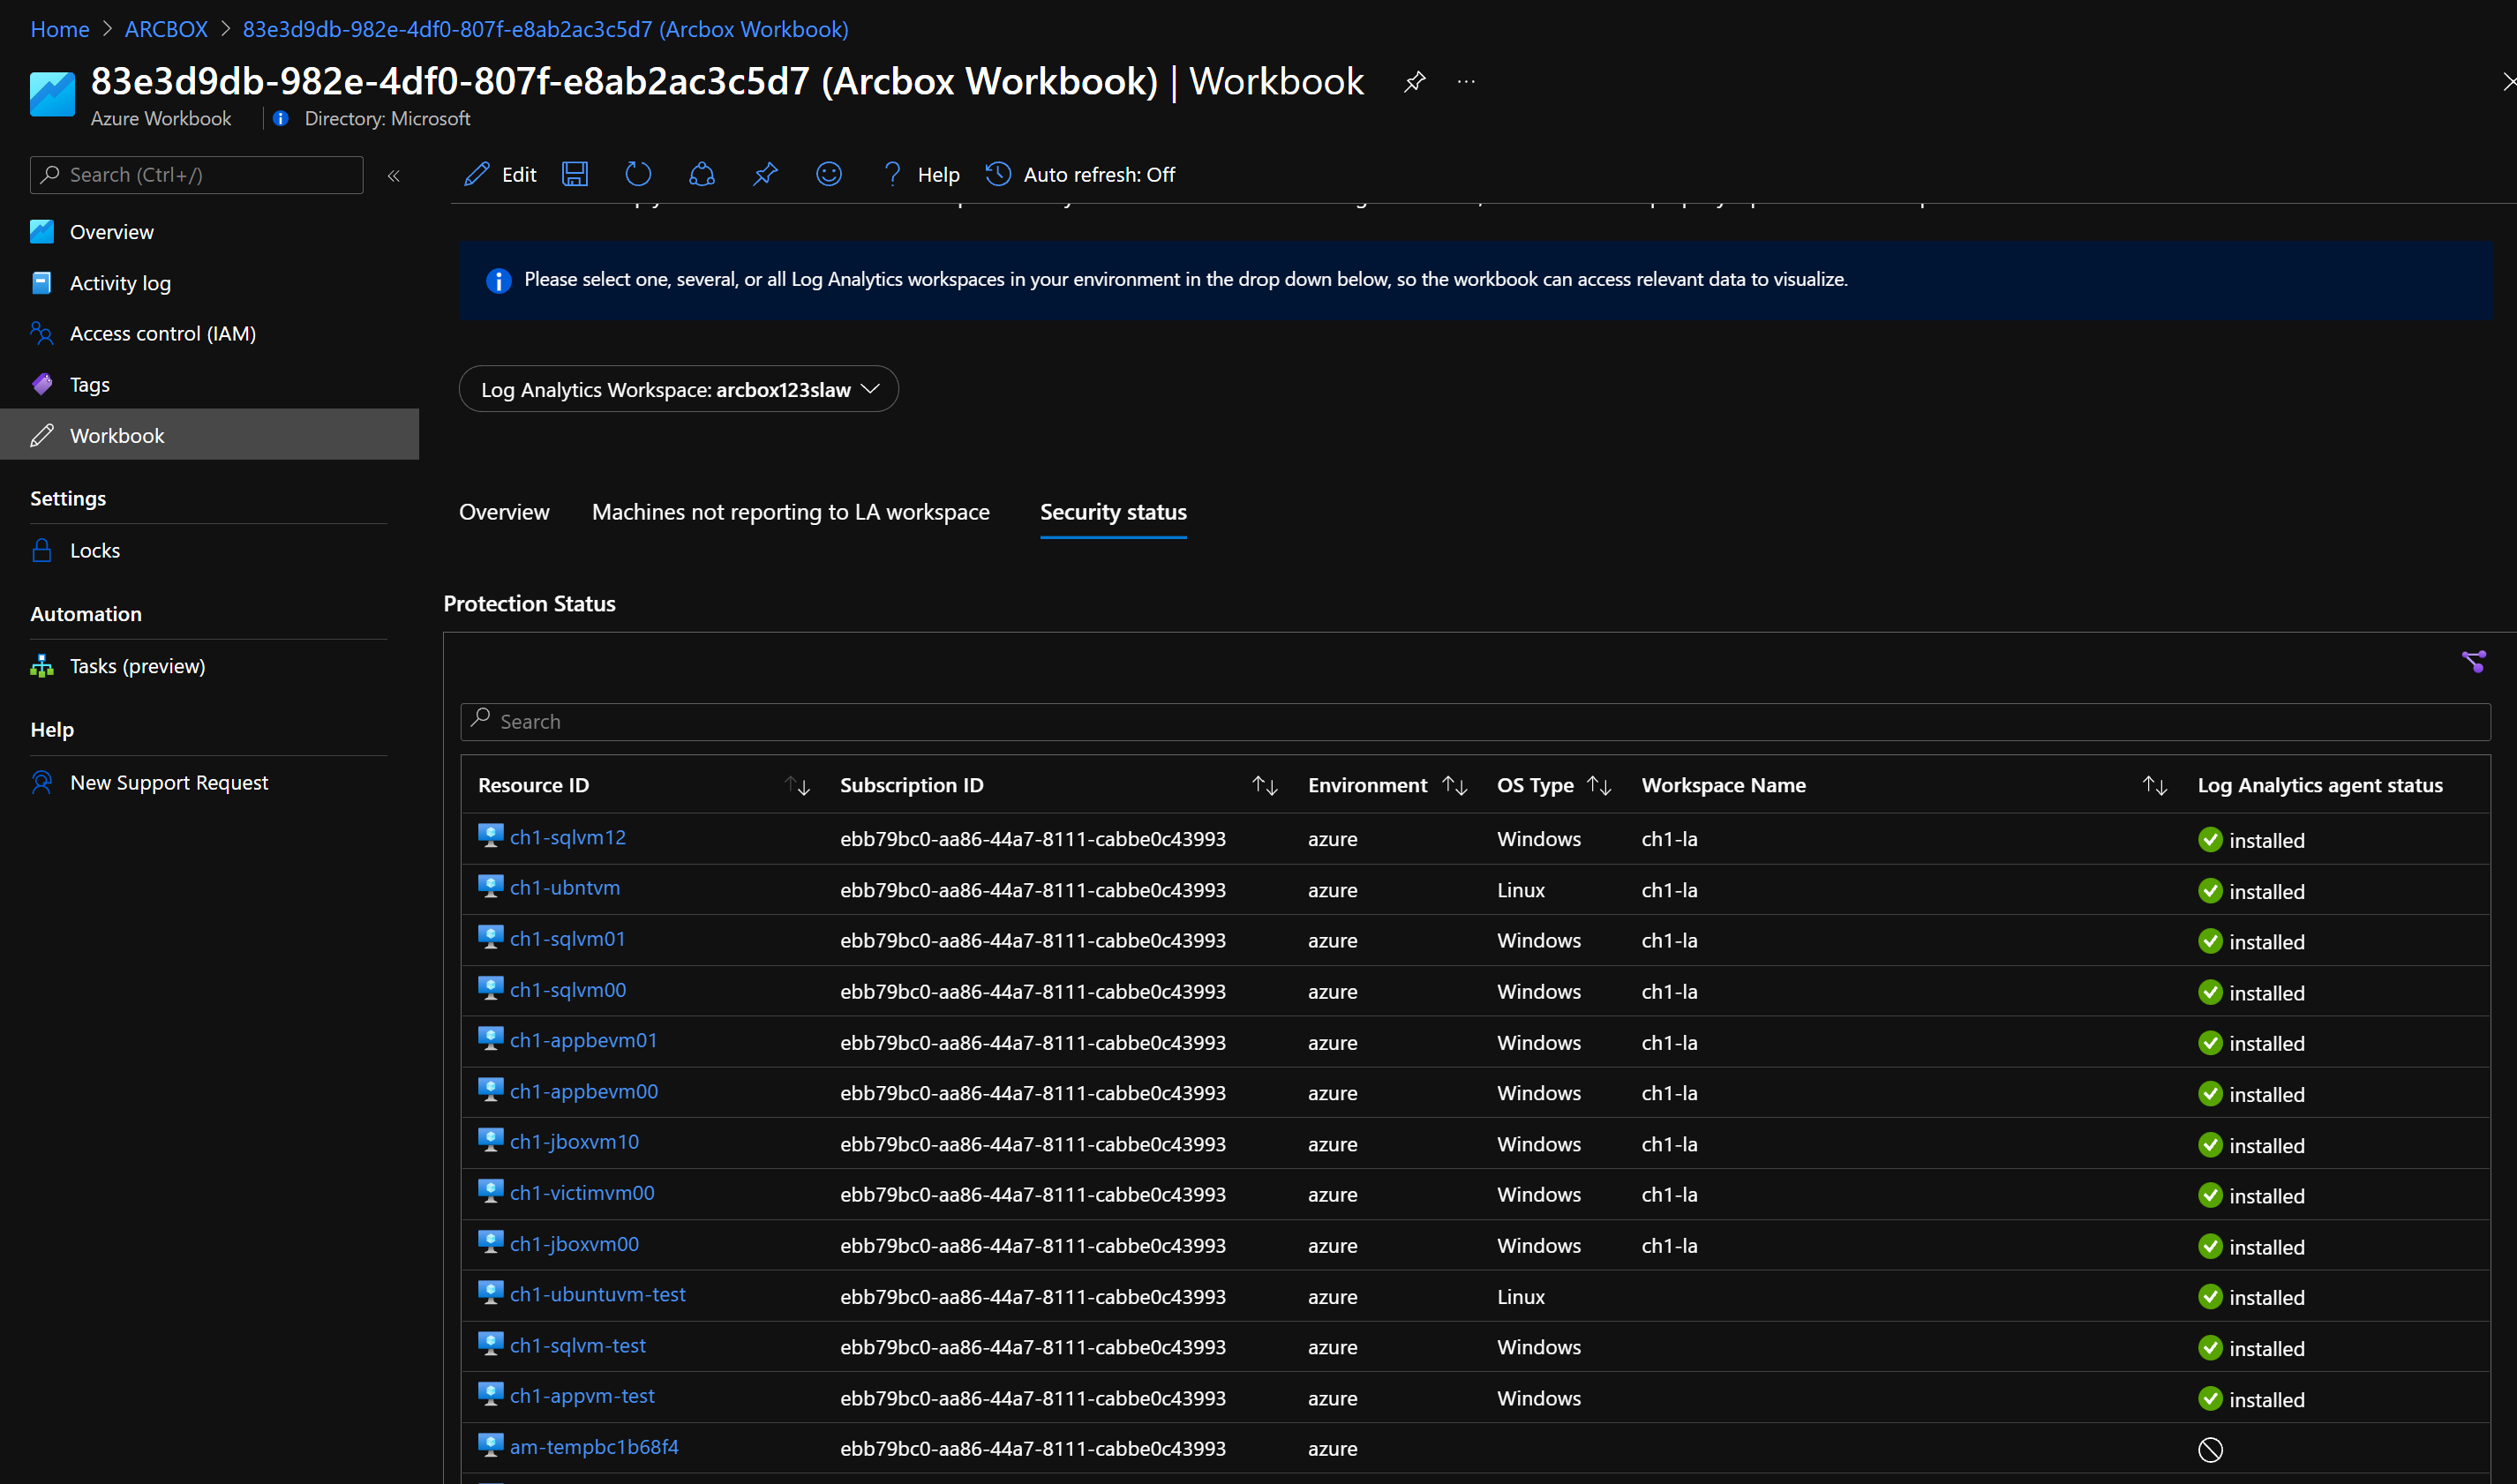 Home > ARCBOX > 83e3d9db-982e-4df0-807f-e8ab2ac3c5d7 (Arcbox Workbook)
83e3d9db-982e-4df0-807f-e8ab2ac3c5d7 (Arcbox Workbook) | Workbook
Azure Workbook | Directory: Microsoft
Search (Ctrl+/)
Overview
Activity log
Access control (IAM)
Tags
Workbook
Settings
Locks
Automation
Tasks (preview)
Help
New Support Request
Edit Help Auto refresh: Off
Please select one, several, or all Log Analytics workspaces in your environment in the drop down below, so the workbook can access relevant data to visualize.
Log Analytics Workspace: arcbox123slaw
Overview Machines not reporting to LA workspace Security status
Protection Status
Search
Resource ID Subscription ID Environment OS Type Workspace Name Log Analytics agent status
ch1-sqlvm12 ebb79bc0-aa86-44a7-8111-cabbe0c43993 azure Windows ch1-la installed
ch1-ubntvm ebb79bc0-aa86-44a7-8111-cabbe0c43993 azure Linux ch1-la installed
ch1-sqlvm01 ebb79bc0-aa86-44a7-8111-cabbe0c43993 azure Windows ch1-la installed
ch1-sqlvm00 ebb79bc0-aa86-44a7-8111-cabbe0c43993 azure Windows ch1-la installed
ch1-appbevm01 ebb79bc0-aa86-44a7-8111-cabbe0c43993 azure Windows ch1-la installed
ch1-appbevm00 ebb79bc0-aa86-44a7-8111-cabbe0c43993 azure Windows ch1-la installed
ch1-jboxvm10 ebb79bc0-aa86-44a7-8111-cabbe0c43993 azure Windows ch1-la installed
ch1-victimvm00 ebb79bc0-aa86-44a7-8111-cabbe0c43993 azure Windows ch1-la installed
ch1-jboxvm00 ebb79bc0-aa86-44a7-8111-cabbe0c43993 azure Windows ch1-la installed
ch1-ubuntuvm-test ebb79bc0-aa86-44a7-8111-cabbe0c43993 azure Linux installed
ch1-sqlvm-test ebb79bc0-aa86-44a7-8111-cabbe0c43993 azure Windows installed
ch1-appvm-test ebb79bc0-aa86-44a7-8111-cabbe0c43993 azure Windows installed
am-tempbc1b68f4 ebb79bc0-aa86-44a7-8111-cabbe0c43993 azure